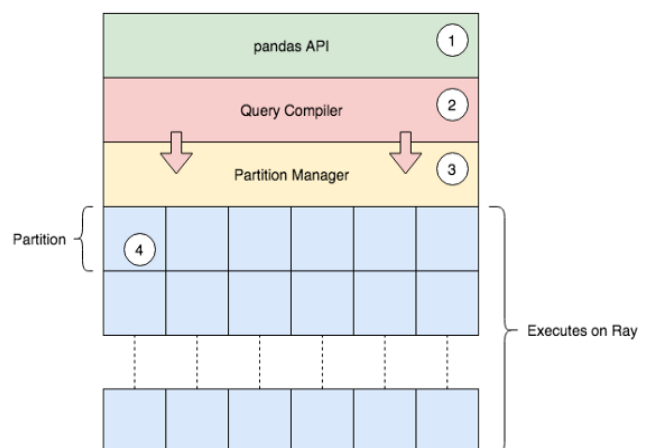 pandas API
1
Query Compiler
2
Partition Manager
3
Partition
4
Executes on Ray